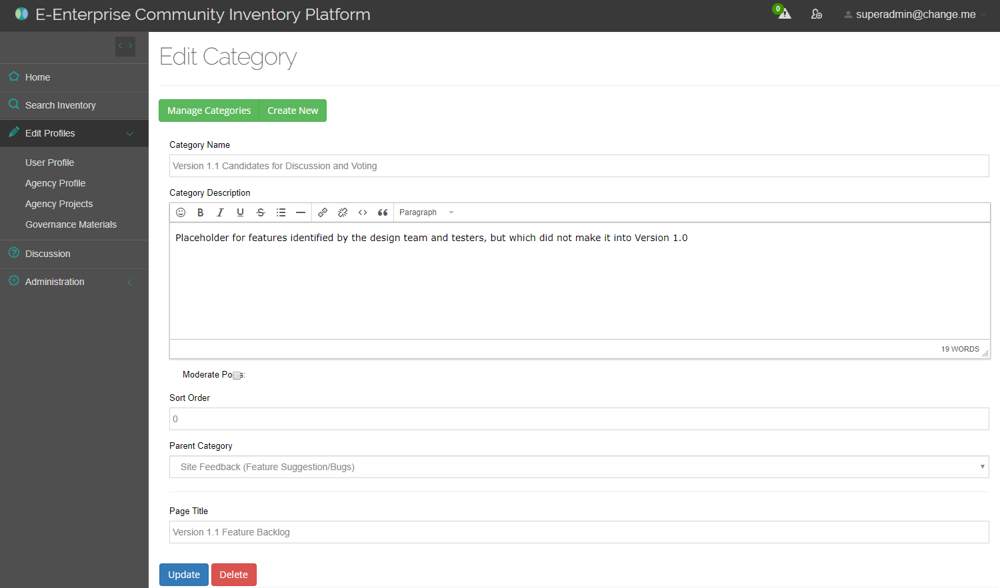 E-Enterprise Community Inventory Platform
0
superadmin@change.me
Home
Search Inventory
Edit Profiles
User Profile
Agency Profile
Agency Projects
Governance Materials
Discussion
Administration
Edit Category
Manage Categories Create New
Category Name
Version 1.1 Candidates for Discussion and Voting
Category Description
B I U S Paragraph
Placeholder for features identified by the design team and testers, but which did not make it into Version 1.0
19 WORDS
Moderate Po s:
Sort Order
0
Parent Category
Site Feedback (Feature Suggestion/Bugs)
Page Title
Version 1.1 Feature Backlog
Update Delete